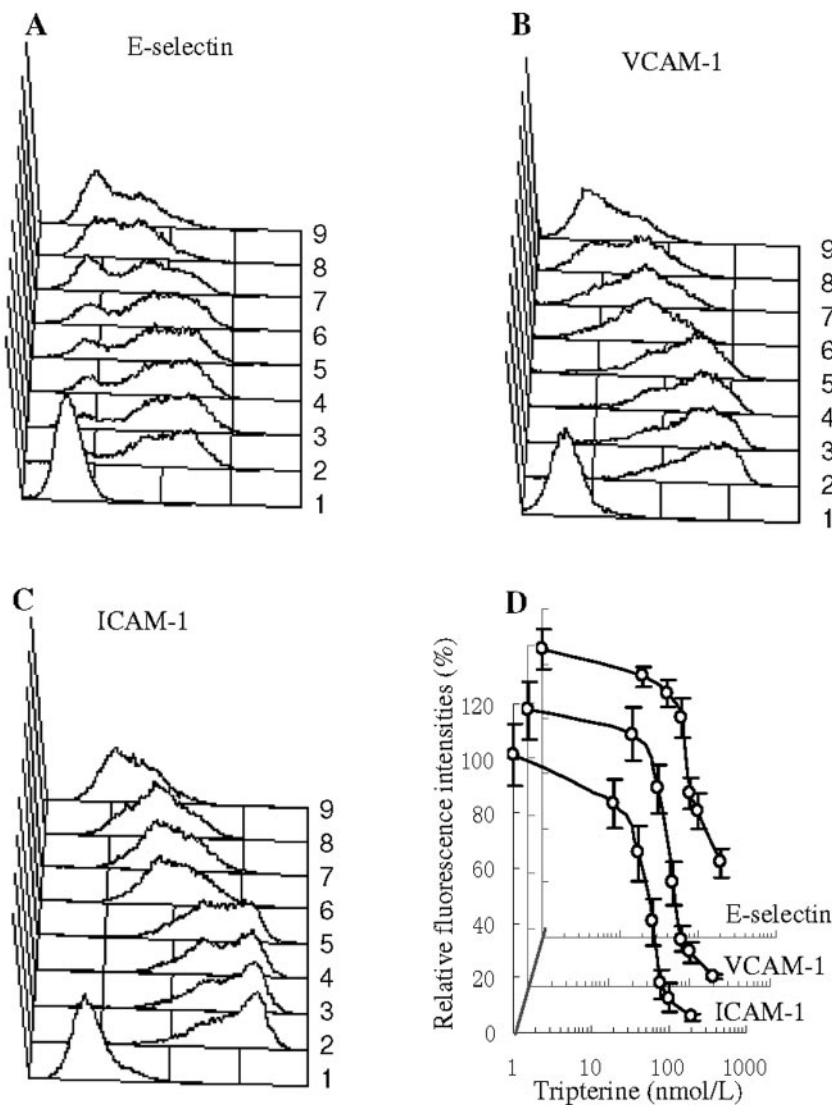 A
E-selectin
9
8
7
6
5
4
3
2
1
B
VCAM-1
9
8
7
6
5
4
3
2
1
C
ICAM-1
9
8
7
6
5
4
3
2
1
D
Relative fluorescence intensities (%)
120
100
80
60
40
20
0
E-selectin
VCAM-1
ICAM-1
1 10 100 1000
Tripterine (nmol/L)